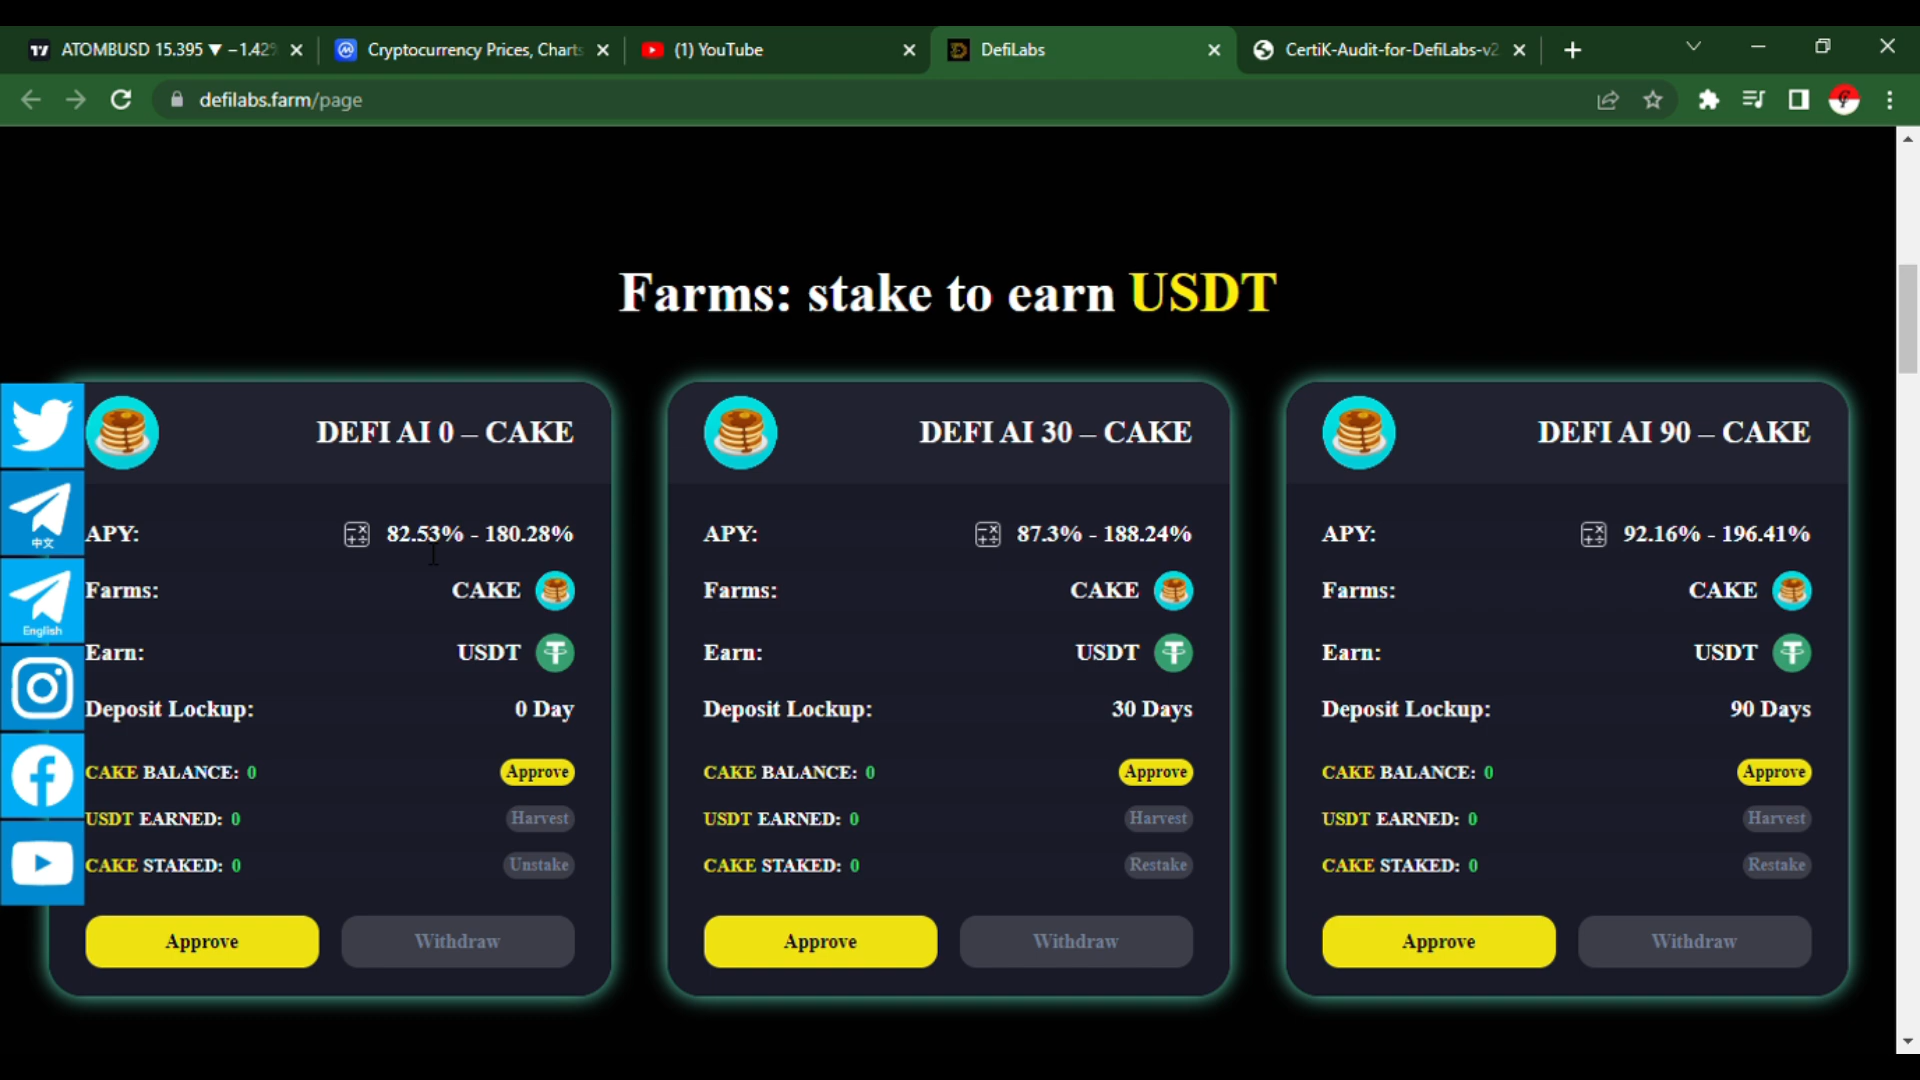 ATOMBUSD 15.395 ▼ −1.42%
Cryptocurrency Prices, Charts
(1) YouTube
DefiLabs
CertiK-Audit-for-DefiLabs-v2
defilabs.farm/page
Farms: stake to earn USDT
DEFI AI 0 – CAKE
APY: 82.53% - 180.28%
Farms: CAKE
Earn: USDT
Deposit Lockup: 0 Day
CAKE BALANCE: 0 Approve
USDT EARNED: 0 Harvest
CAKE STAKED: 0 Unstake
Approve Withdraw
DEFI AI 30 – CAKE
APY: 87.3% - 188.24%
Farms: CAKE
Earn: USDT
Deposit Lockup: 30 Days
CAKE BALANCE: 0 Approve
USDT EARNED: 0 Harvest
CAKE STAKED: 0 Restake
Approve Withdraw
DEFI AI 90 – CAKE
APY: 92.16% - 196.41%
Farms: CAKE
Earn: USDT
Deposit Lockup: 90 Days
CAKE BALANCE: 0 Approve
USDT EARNED: 0 Harvest
CAKE STAKED: 0 Restake
Approve Withdraw
中文
English